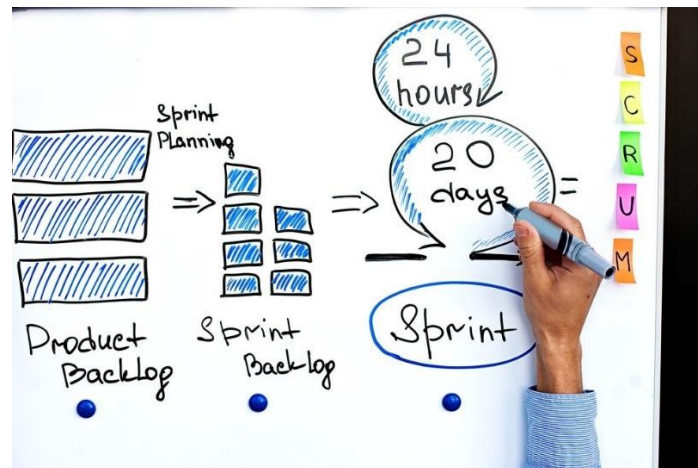 24
hours
Sprint
Planning
20
days
=
Product
Backlog
Sprint
Backlog
Sprint
S
C
R
U
M